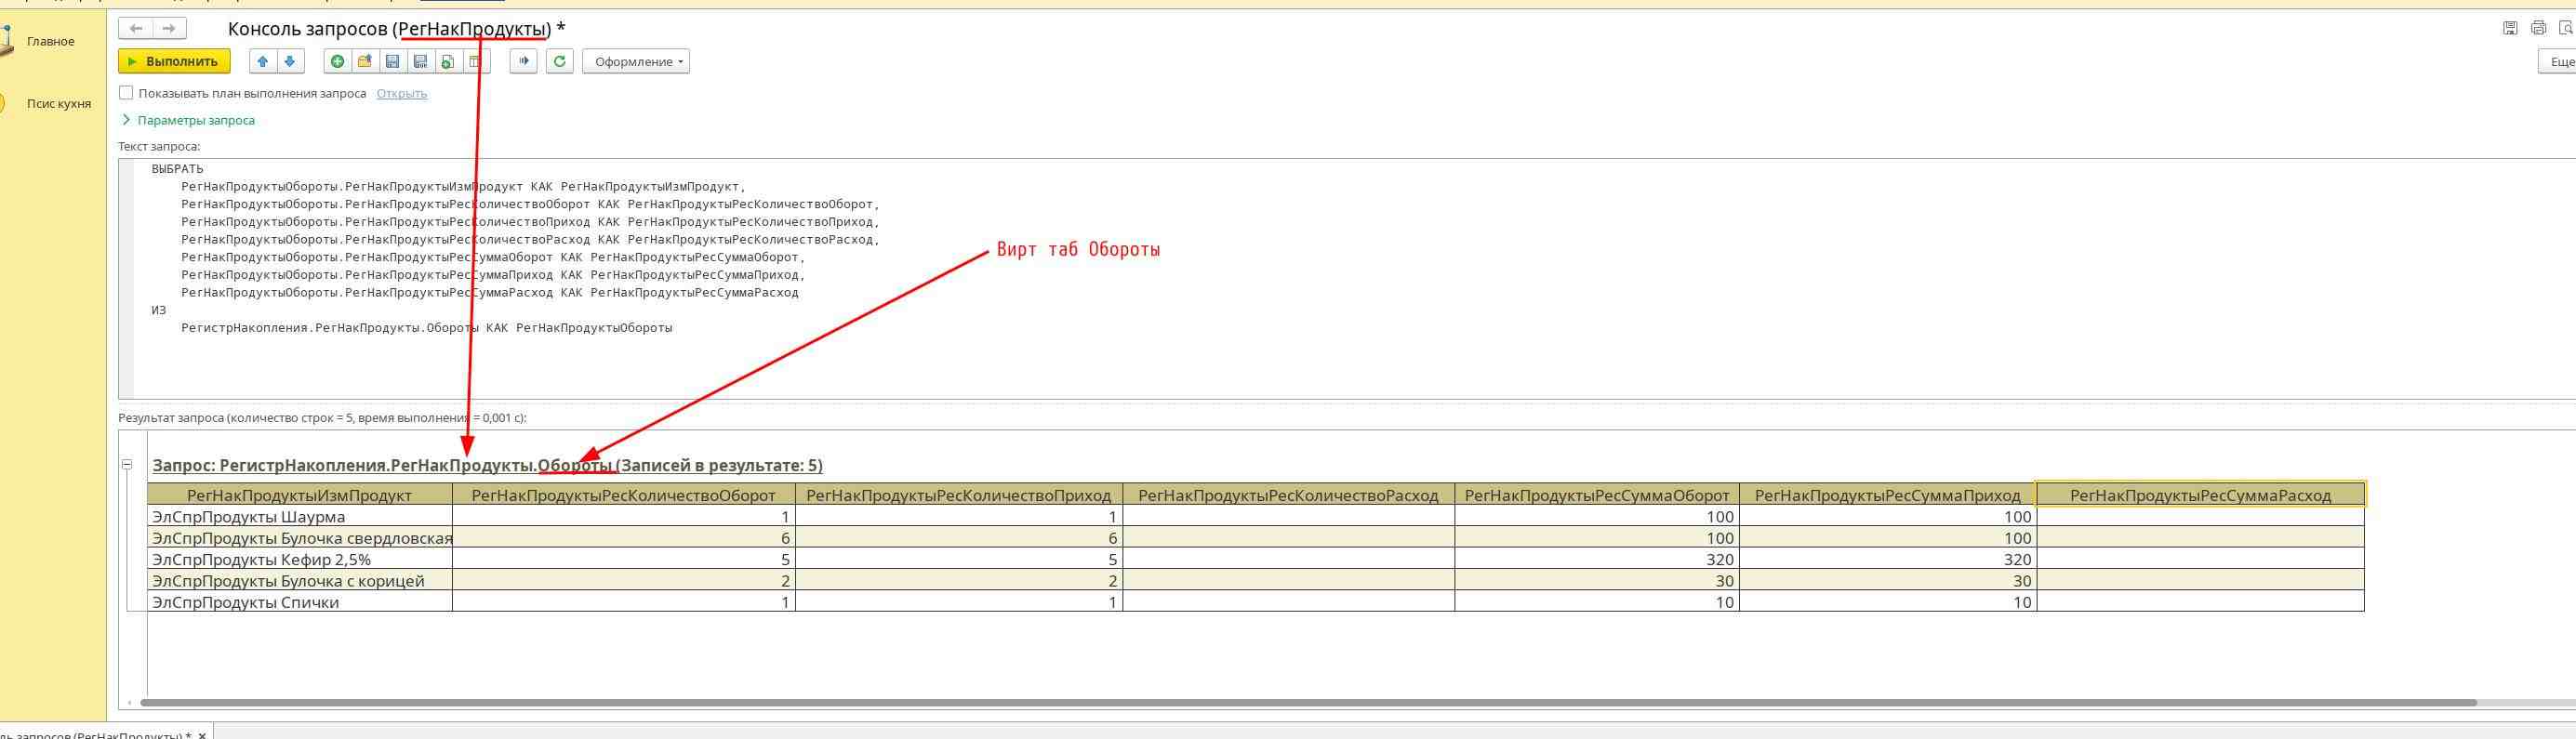 Консоль запросов (РегНакПродукты) *
Главное
Выполнить
Оформление
Еще
Показывать план выполнения запроса Открыть
Псис кухня
Параметры запроса
Текст запроса:
ВЫБРАТЬ
РегНакПродуктыОбороты.РегНакПродуктыИзмПродукт КАК РегНакПродуктыИзмПродукт,
РегНакПродуктыОбороты.РегНакПродуктыРесКоличествоОборот КАК РегНакПродуктыРесКоличествоОборот,
РегНакПродуктыОбороты.РегНакПродуктыРесКоличествоПриход КАК РегНакПродуктыРесКоличествоПриход,
РегНакПродуктыОбороты.РегНакПродуктыРесКоличествоРасход КАК РегНакПродуктыРесКоличествоРасход,
Вирт таб Обороты
РегНакПродуктыОбороты.РегНакПродуктыРесСуммаОборот КАК РегНакПродуктыРесСуммаОборот,
РегНакПродуктыОбороты.РегНакПродуктыРесСуммаПриход КАК РегНакПродуктыРесСуммаПриход,
РегНакПродуктыОбороты.РегНакПродуктыРесСуммаРасход КАК РегНакПродуктыРесСуммаРасход
ИЗ
РегистрНакопления.РегНакПродукты.Обороты КАК РегНакПродуктыОбороты
Результат запроса (количество строк = 5, время выполнения = 0,001 с):
Запрос: РегистрНакопления.РегНакПродукты.Обороты (Записей в результате: 5)
РегНакПродуктыИзмПродукт РегНакПродуктыРесКоличествоОборот РегНакПродуктыРесКоличествоПриход РегНакПродуктыРесКоличествоРасход РегНакПродуктыРесСуммаОборот РегНакПродуктыРесСуммаПриход РегНакПродуктыРесСуммаРасход
ЭлСпрПродукты Шаурма 1 1 100 100
ЭлСпрПродукты Булочка свердловская 6 6 100 100
ЭлСпрПродукты Кефир 2,5% 5 5 320 320
ЭлСпрПродукты Булочка с корицей 2 2 30 30
ЭлСпрПродукты Спички 1 1 10 10
ль запросов (РегНакПродукты) * ×